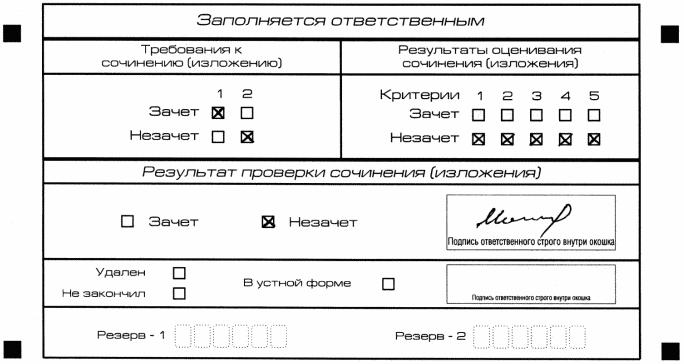 Заполняется ответственным
Требования к
сочинению (изложению)
Результаты оценивания
сочинения (изложения)
1 2
Зачет
Незачет
Критерии 1 2 3 4 5
Зачет
Незачет
Результат проверки сочинения (изложения)
Зачет
Незачет
Подпись ответственного строго внутри окошка
Удален
Не закончил
В устной форме
Подпись ответственного строго внутри окошка
Резерв - 1
Резерв - 2